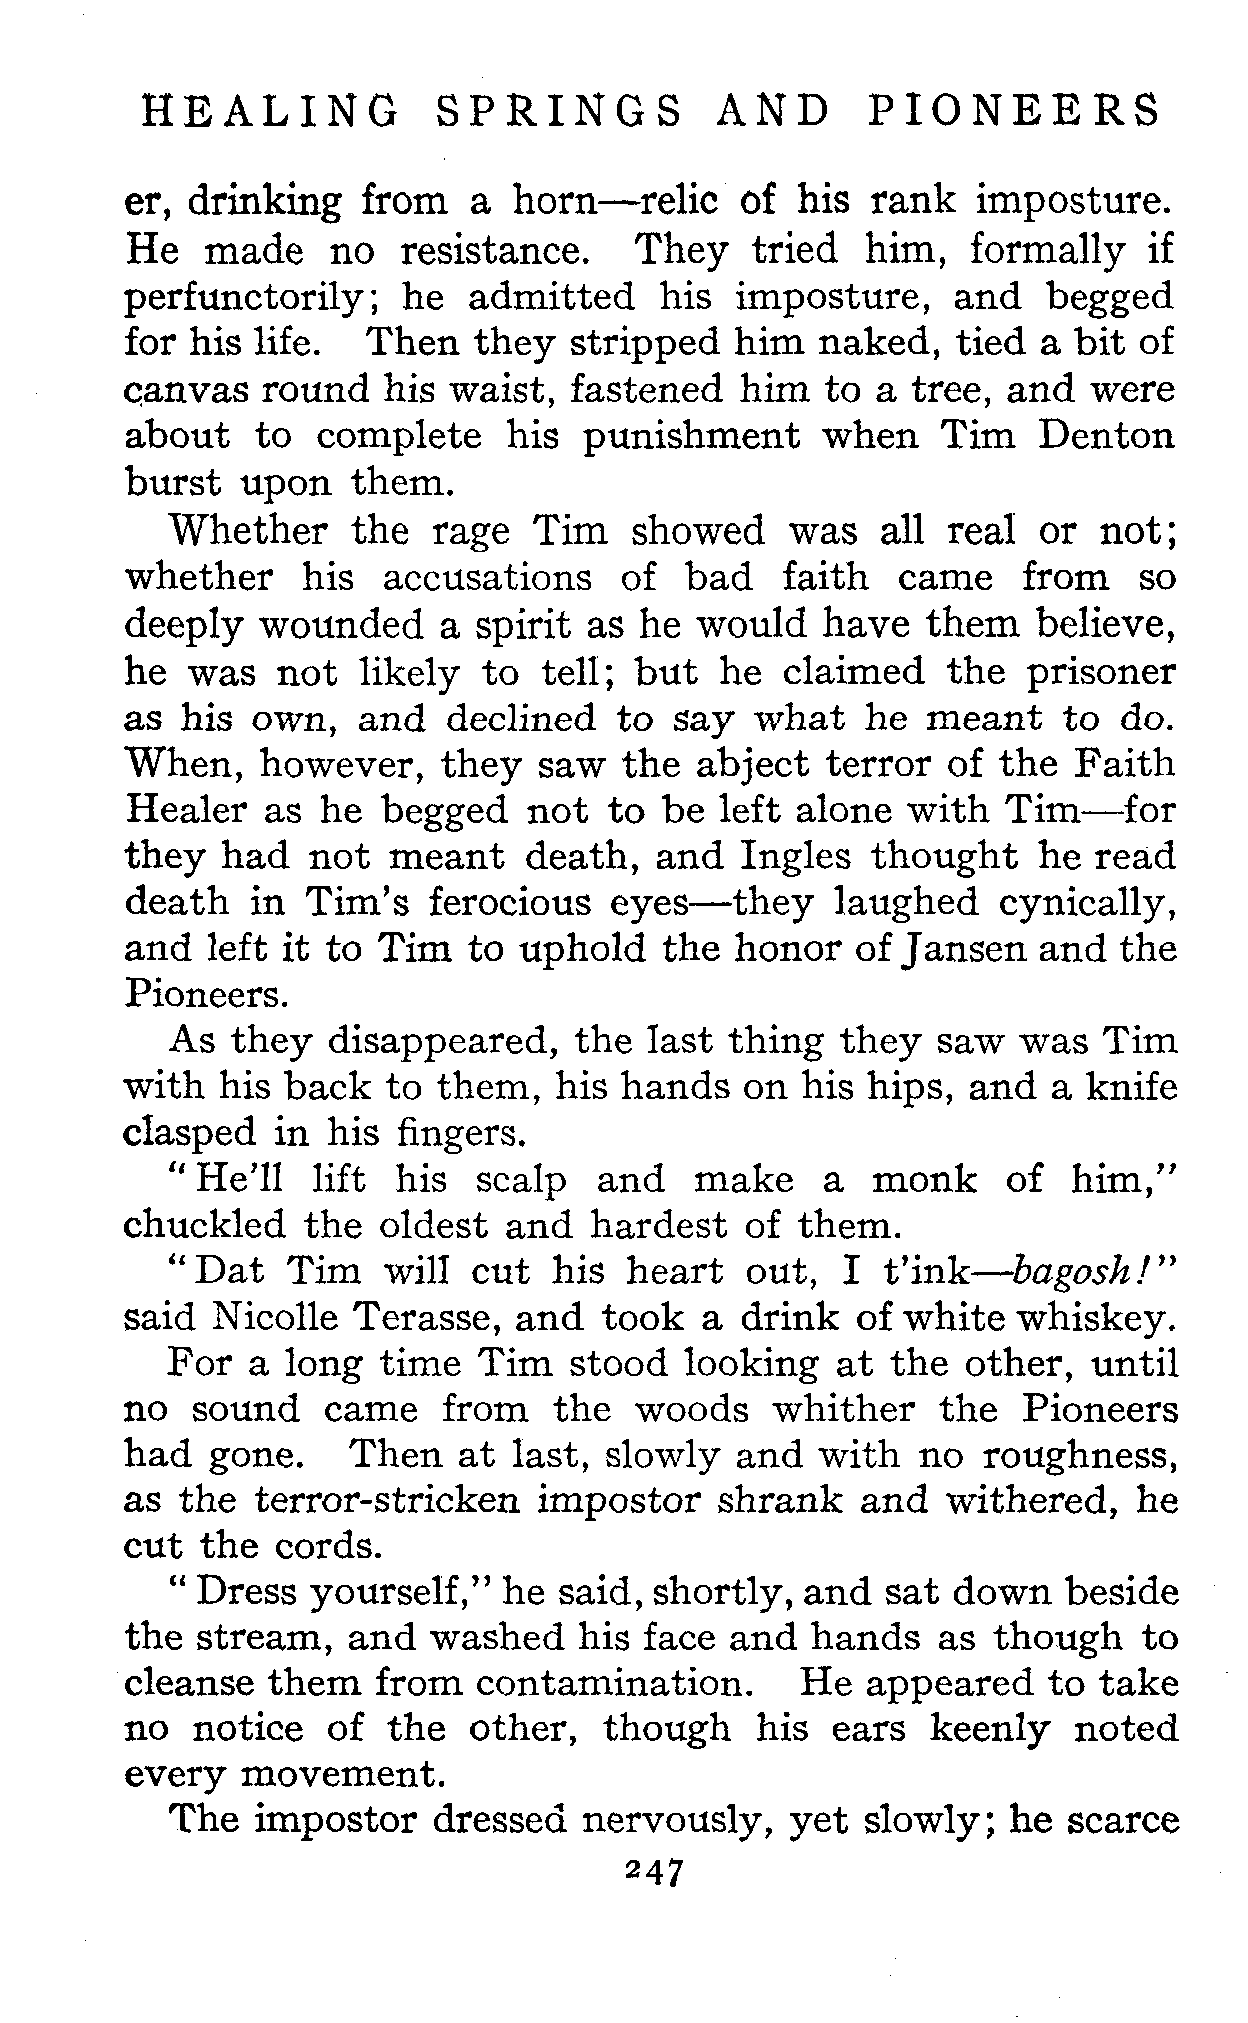 HEALING SPRINGS AND PIONEERS
er, drinking from a horn—relic of his rank imposture.
He made no resistance. They tried him, formally if
perfunctorily; he admitted his imposture, and begged
for his life. Then they stripped him naked, tied a bit of
canvas round his waist, fastened him to a tree, and were
about to complete his punishment when Tim Denton
burst upon them.
Whether the rage Tim showed was all real or not;
whether his accusations of bad faith came from so
deeply wounded a spirit as he would have them believe,
he was not likely to tell; but he claimed the prisoner
as his own, and declined to say what he meant to do.
When, however, they saw the abject terror of the Faith
Healer as he begged not to be left alone with Tim—for
they had not meant death, and Ingles thought he read
death in Tim's ferocious eyes—they laughed cynically,
and left it to Tim to uphold the honor of Jansen and the
Pioneers.
As they disappeared, the last thing they saw was Tim
with his back to them, his hands on his hips, and a knife
clasped in his fingers.
"He'll lift his scalp and make a monk of him,"
chuckled the oldest and hardest of them.
"Dat Tim will cut his heart out, I t'ink—bagosh!"
said Nicolle Terasse, and took a drink of white whiskey.
For a long time Tim stood looking at the other, until
no sound came from the woods whither the Pioneers
had gone. Then at last, slowly and with no roughness,
as the terror-stricken impostor shrank and withered, he
cut the cords.
"Dress yourself," he said, shortly, and sat down beside
the stream, and washed his face and hands as though to
cleanse them from contamination. He appeared to take
no notice of the other, though his ears keenly noted
every movement.
The impostor dressed nervously, yet slowly; he scarce
247